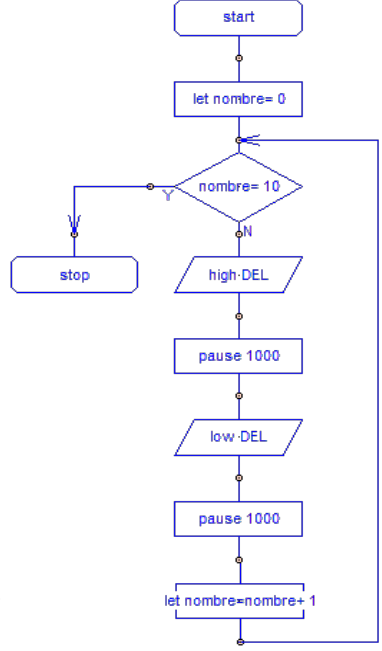 start
let nombre= 0
nombre= 10
Y
N
stop
high DEL
pause 1000
low DEL
pause 1000
let nombre=nombre+ 1